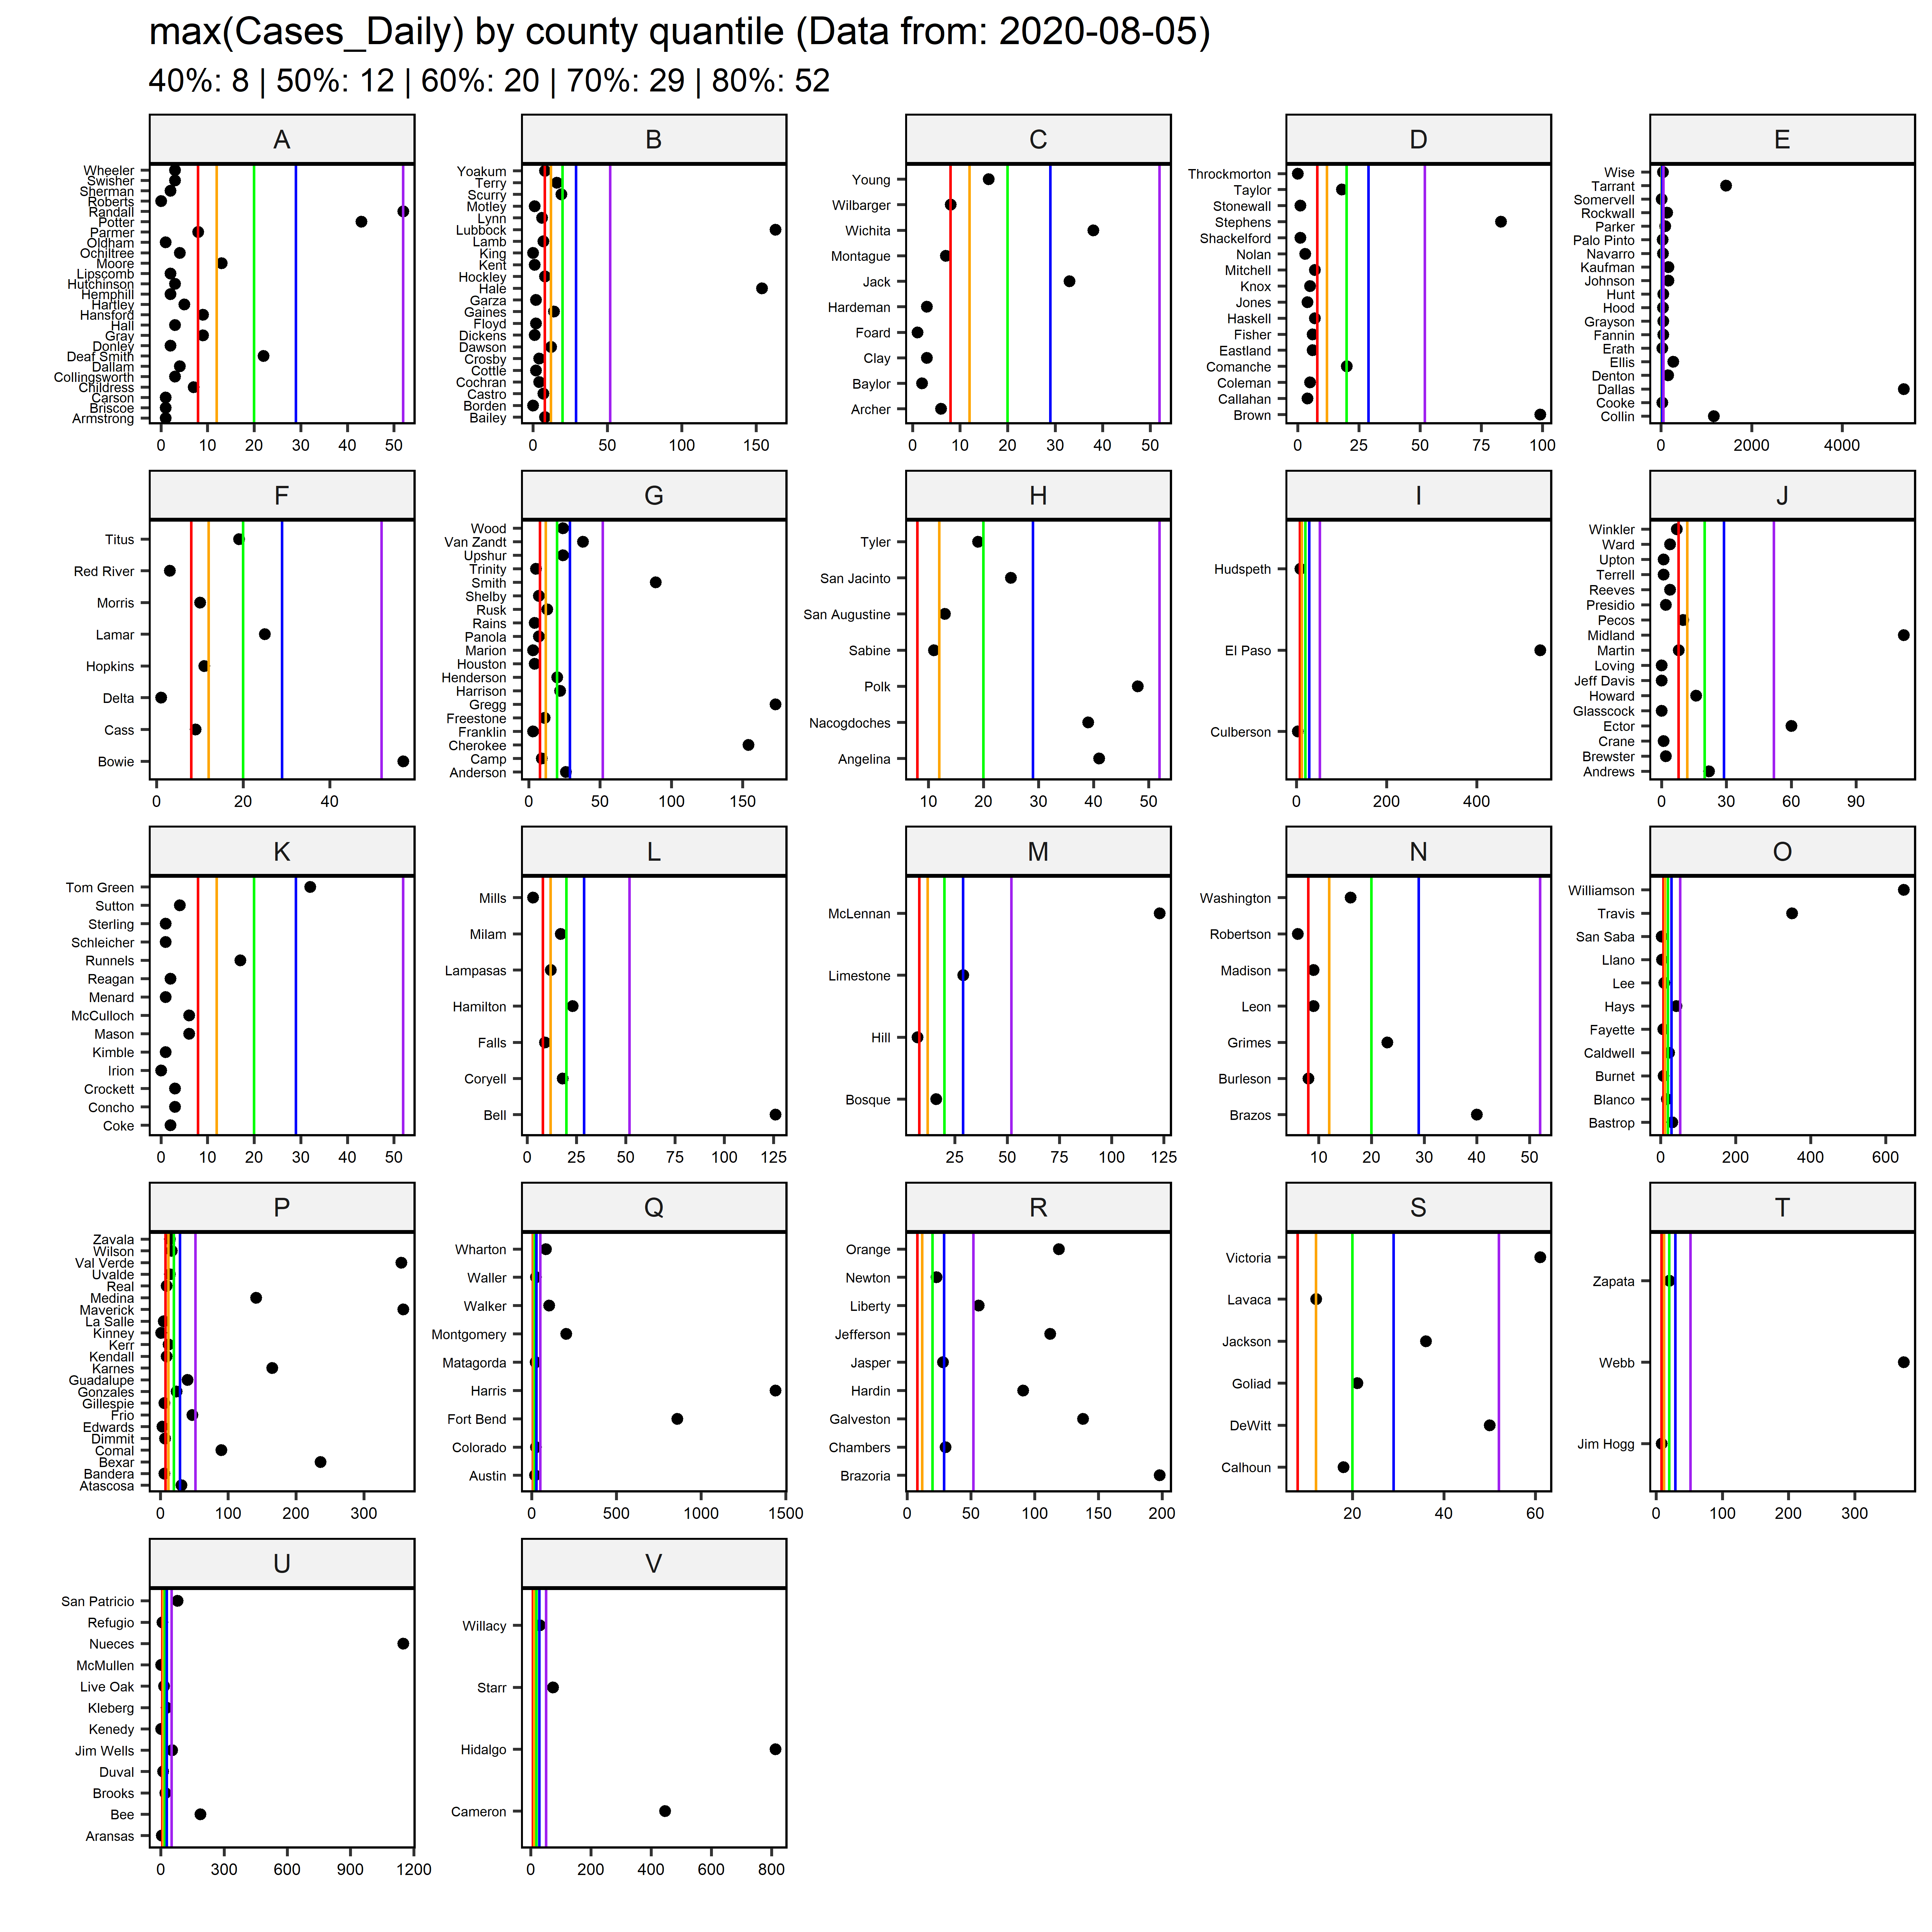 max(Cases_Daily) by county quantile (Data from: 2020-08-05)
40%: 8 | 50%: 12 | 60%: 20 | 70%: 29 | 80%: 52
A
Wheeler
Swisher
Sherman
Roberts
Randall
Potter
Parmer
Oldham
Ochiltree
Moore
Lipscomb
Hutchinson
Hemphill
Hartley
Hansford
Hall
Gray
Donley
Deaf Smith
Dallam
Collingsworth
Childress
Carson
Briscoe
Armstrong
0 10 20 30 40 50
B
Yoakum
Terry
Scurry
Motley
Lynn
Lubbock
Lamb
King
Kent
Hockley
Hale
Garza
Gaines
Floyd
Dickens
Dawson
Crosby
Cottle
Cochran
Castro
Borden
Bailey
0 50 100 150
C
Young
Wilbarger
Wichita
Montague
Jack
Hardeman
Foard
Clay
Baylor
Archer
0 10 20 30 40 50
D
Throckmorton
Taylor
Stonewall
Stephens
Shackelford
Nolan
Mitchell
Knox
Jones
Haskell
Fisher
Eastland
Comanche
Coleman
Callahan
Brown
0 25 50 75 100
E
Wise
Tarrant
Somervell
Rockwall
Parker
Palo Pinto
Navarro
Kaufman
Johnson
Hunt
Hood
Grayson
Fannin
Erath
Ellis
Denton
Dallas
Cooke
Collin
0 2000 4000
F
Titus
Red River
Morris
Lamar
Hopkins
Delta
Cass
Bowie
0 20 40
G
Wood
Van Zandt
Upshur
Trinity
Smith
Shelby
Rusk
Rains
Panola
Marion
Houston
Henderson
Harrison
Gregg
Freestone
Franklin
Cherokee
Camp
Anderson
0 50 100 150
H
Tyler
San Jacinto
San Augustine
Sabine
Polk
Nacogdoches
Angelina
10 20 30 40 50
I
Hudspeth
El Paso
Culberson
0 200 400
J
Winkler
Ward
Upton
Terrell
Reeves
Presidio
Pecos
Midland
Martin
Loving
Jeff Davis
Howard
Glasscock
Ector
Crane
Brewster
Andrews
0 30 60 90
K
Tom Green
Sutton
Sterling
Schleicher
Runnels
Reagan
Menard
McCulloch
Mason
Kimble
Irion
Crockett
Concho
Coke
0 10 20 30 40 50
L
Mills
Milam
Lampasas
Hamilton
Falls
Coryell
Bell
0 25 50 75 100 125
M
McLennan
Limestone
Hill
Bosque
25 50 75 100 125
N
Washington
Robertson
Madison
Leon
Grimes
Burleson
Brazos
10 20 30 40 50
O
Williamson
Travis
San Saba
Llano
Lee
Hays
Fayette
Caldwell
Burnet
Blanco
Bastrop
0 200 400 600
P
Zavala
Wilson
Val Verde
Uvalde
Real
Medina
Maverick
La Salle
Kinney
Kerr
Kendall
Karnes
Guadalupe
Gonzales
Gillespie
Frio
Edwards
Dimmit
Comal
Bexar
Bandera
Atascosa
0 100 200 300
Q
Wharton
Waller
Walker
Montgomery
Matagorda
Harris
Fort Bend
Colorado
Austin
0 500 1000 1500
R
Orange
Newton
Liberty
Jefferson
Jasper
Hardin
Galveston
Chambers
Brazoria
0 50 100 150 200
S
Victoria
Lavaca
Jackson
Goliad
DeWitt
Calhoun
20 40 60
T
Zapata
Webb
Jim Hogg
0 100 200 300
U
San Patricio
Refugio
Nueces
McMullen
Live Oak
Kleberg
Kenedy
Jim Wells
Duval
Brooks
Bee
Aransas
0 300 600 900 1200
V
Willacy
Starr
Hidalgo
Cameron
0 200 400 600 800